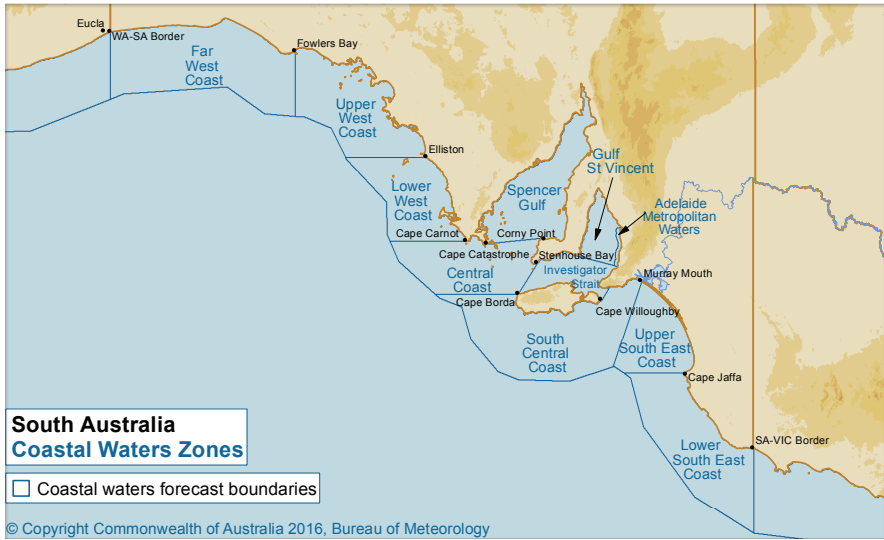 Eucla
WA-SA Border
Far
West
Coast
Fowlers Bay
Upper
West
Coast
Elliston
Gulf
St Vincent
Lower
West
Coast
Spencer
Gulf
Adelaide
Metropolitan
Waters
Cape Carnot
Corny Point
Cape Catastrophe
Stenhouse Bay
Central
Coast
Investigator
Strait
Murray Mouth
Cape Borda
Cape Willoughby
South
Central
Coast
Upper
South East
Coast
Cape Jaffa
Lower
South East
Coast
SA-VIC Border
South Australia
Coastal Waters Zones
Coastal waters forecast boundaries
© Copyright Commonwealth of Australia 2016, Bureau of Meteorology